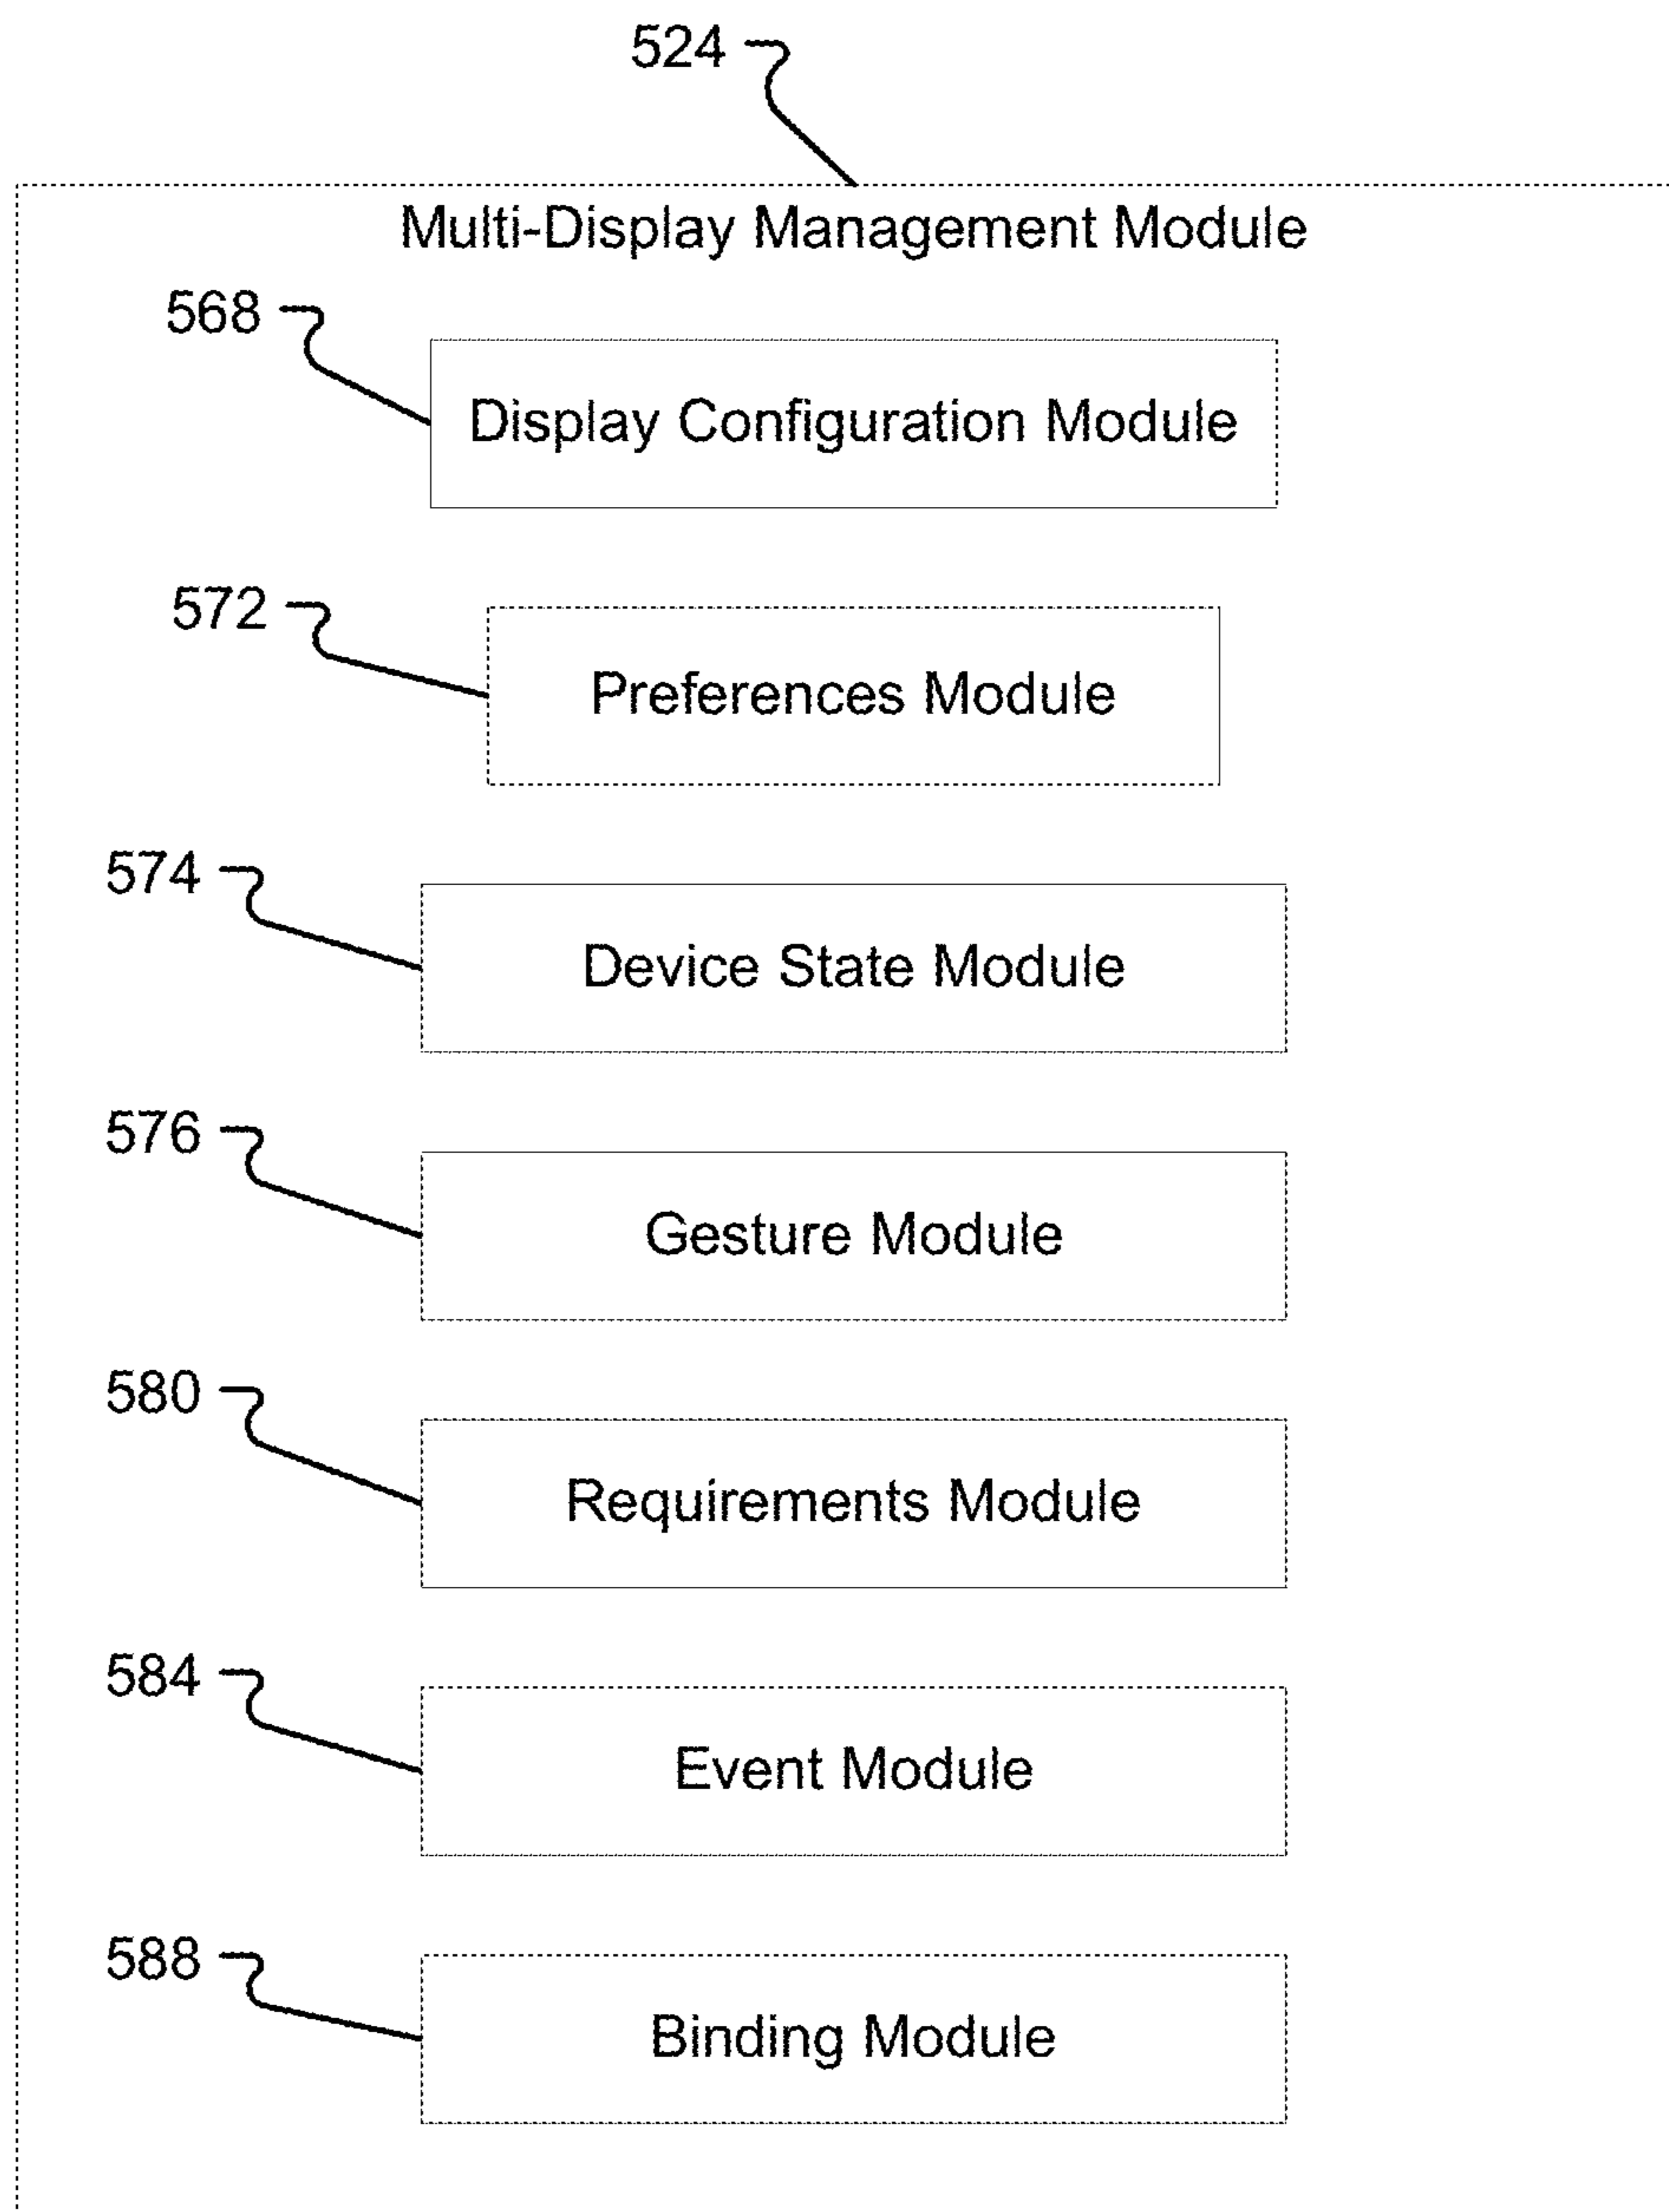 524
Multi-Display Management Module
568
Display Configuration Module
572
Preferences Module
574
Device State Module
576
Gesture Module
580
Requirements Module
584
Event Module
588
Binding Module